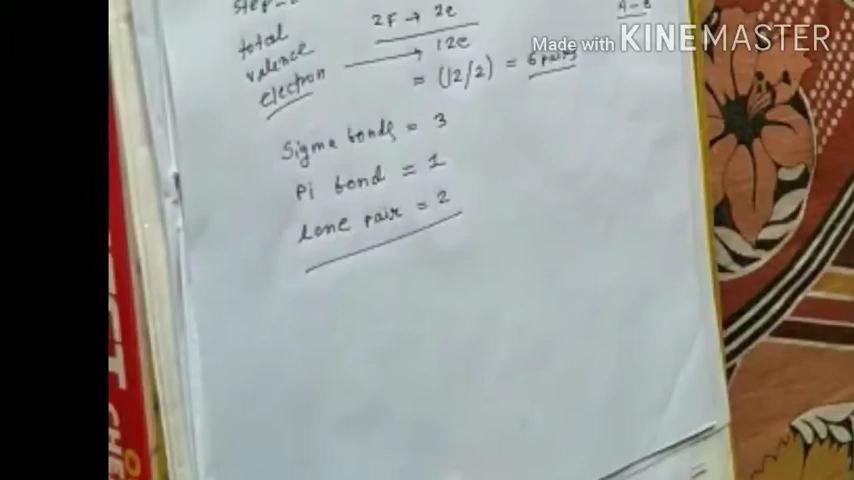 Step-
2F → 2e
total
valence
electron → 12e
= (12/2) = 6 pairs
A-B
Sigma bonds = 3
Pi bond = 1
Lone pair = 2
Made with KINEMASTER